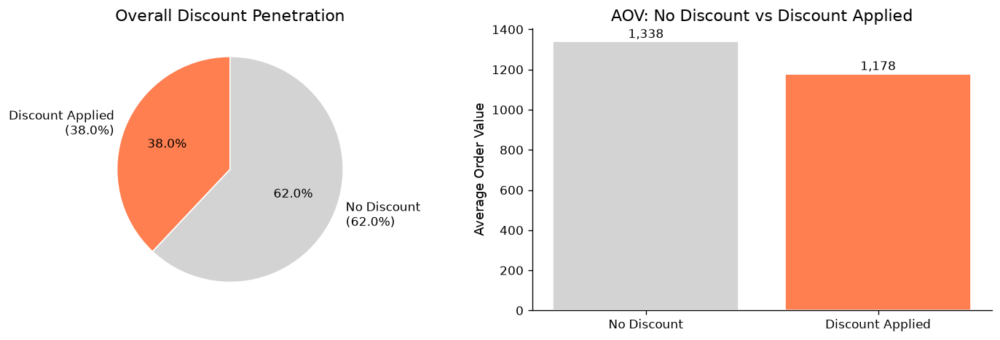 Overall Discount Penetration
Discount Applied
(38.0%)
38.0%
62.0%
No Discount
(62.0%)
AOV: No Discount vs Discount Applied
Average Order Value
1400
1200
1000
800
600
400
200
0
1,338
1,178
No Discount
Discount Applied